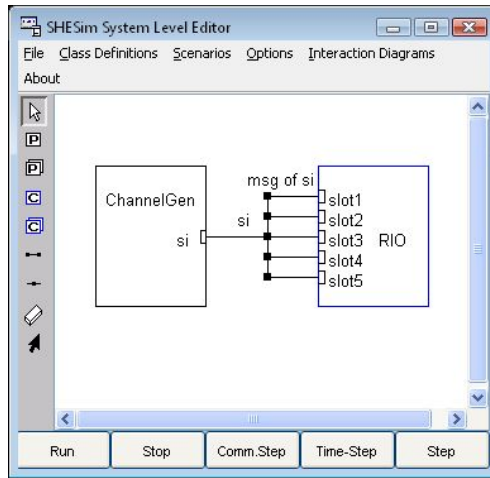 SHESim System Level Editor
File Class Definitions Scenarios Options Interaction Diagrams
About
P
P
C
C
msg of si
ChannelGen
slot1
si
slot2
si
slot3 RIO
slot4
slot5
Run Stop Comm.Step Time-Step Step